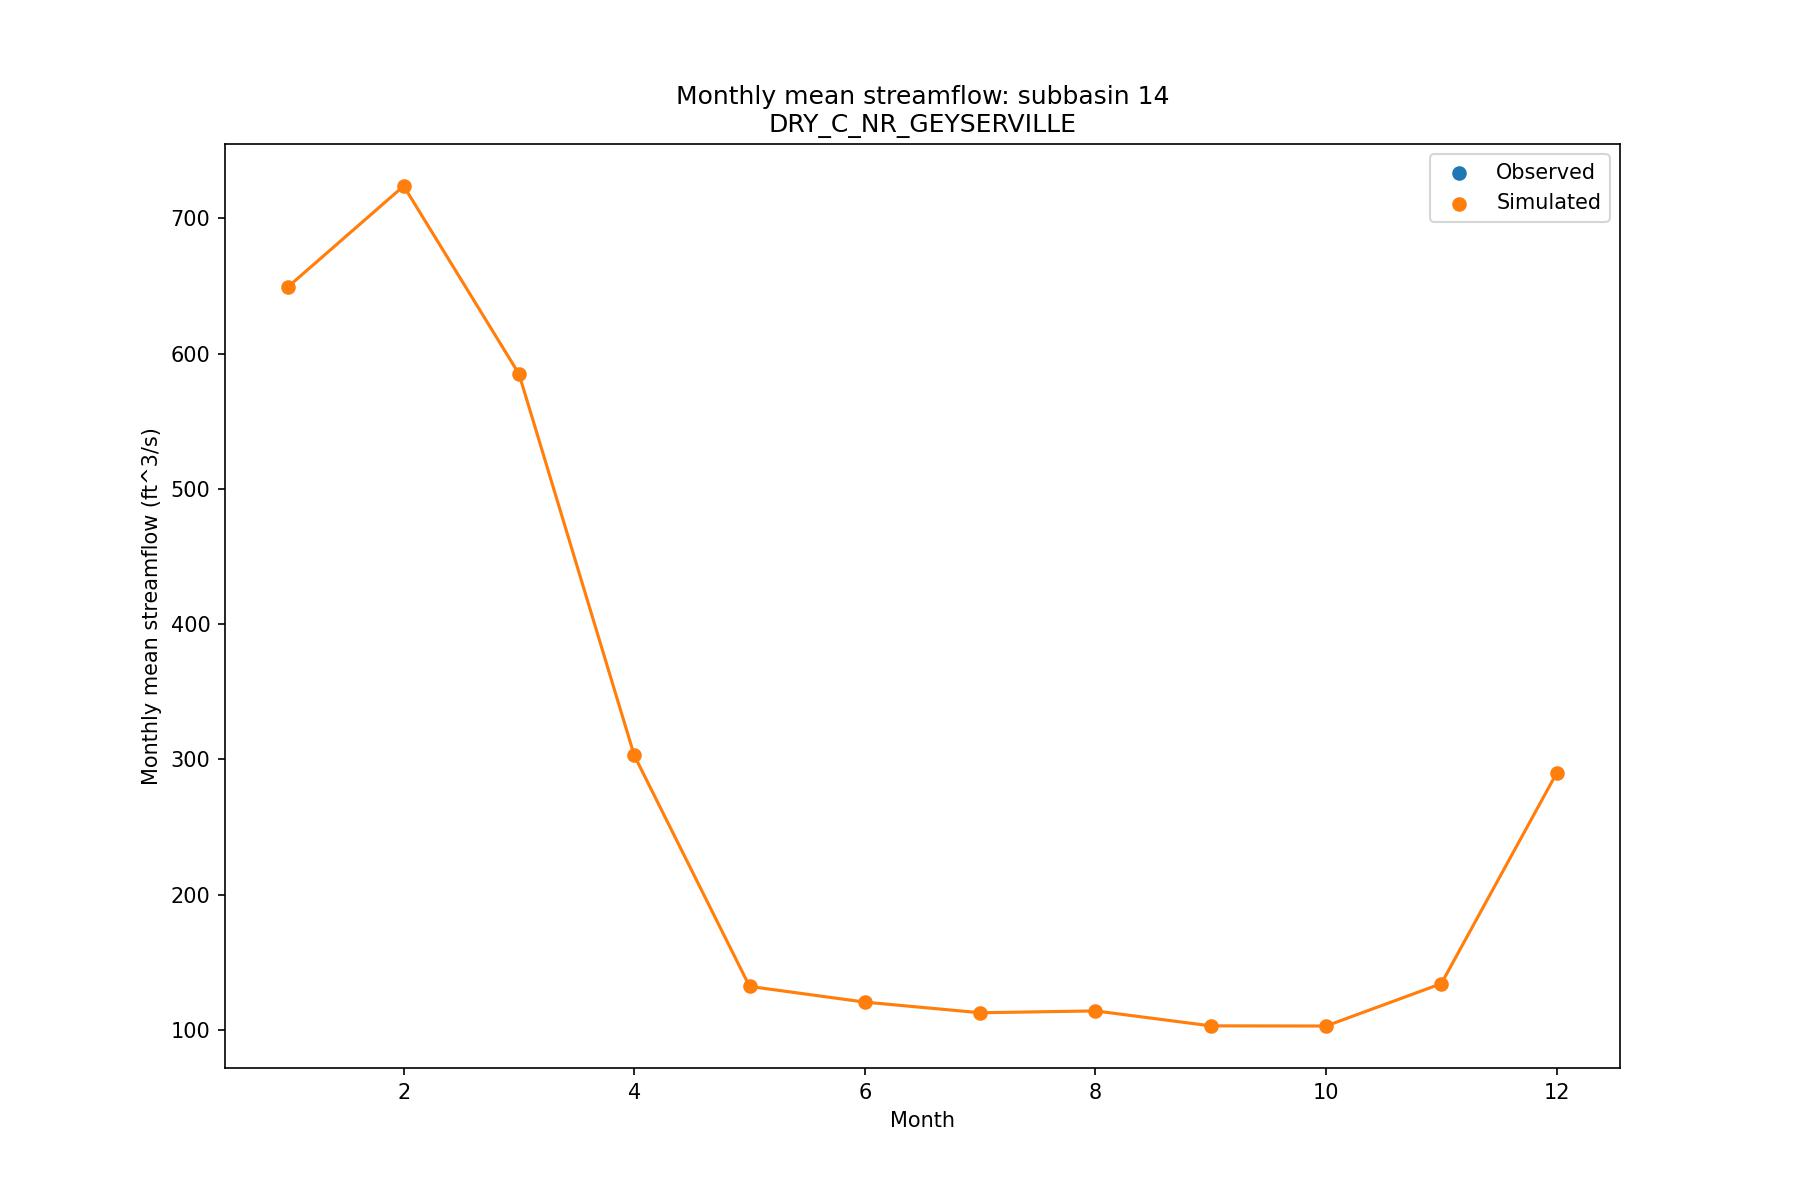 Monthly mean streamflow: subbasin 14
DRY_C_NR_GEYSERVILLE
Observed
Simulated
Monthly mean streamflow (ft^3/s)
700
600
500
400
300
200
100
2 4 6 8 10 12
Month